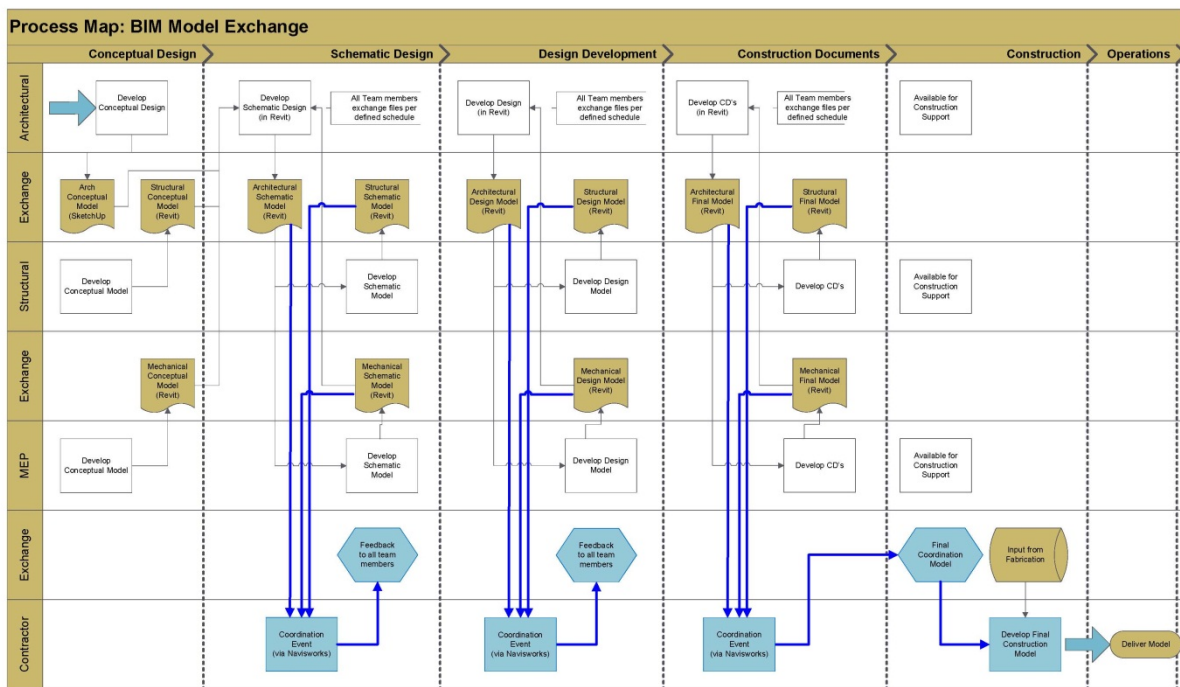 Process Map: BIM Model Exchange
Conceptual Design
Schematic Design
Design Development
Construction Documents
Construction
Operations
Architectural
Develop
Conceptual Design
Develop
Schematic Design
(in Revit)
All Team members
exchange files per
defined schedule
Develop Design
(in Revit)
All Team members
exchange files per
defined schedule
Develop CD's
(in Revit)
All Team members
exchange files per
defined schedule
Available for
Construction
Support
Exchange
Arch
Conceptual
Model
(SketchUp
Structural
Conceptual
Model
(Revit)
Architectural
Schematic Model
(Revit)
Structural
Schematic Model
(Revit)
Architectural
Design Model
(Revit)
Structural
Design Model
(Revit)
Architectural
Final Model
(Revit)
Structural
Final Model
(Revit)
Structural
Develop
Conceptual Model
Develop
Schematic
Model
Develop Design
Model
Develop CD's
Available for
Construction
Support
Exchange
Mechanical
Conceptual
Model
(Revit)
Mechanical
Schematic Model
(Revit)
Mechanical
Design Model
(Revit)
Mechanical
Final Model
(Revit)
MEP
Develop
Conceptual Model
Develop
Schematic
Model
Develop Design
Model
Develop CD's
Available for
Construction
Support
Exchange
Feedback
to all team
members
Feedback
to all team
members
Final
Coordination
Model
Input from
Fabrication
Contractor
Coordination
Event
(via Navisworks)
Coordination
Event
(via Navisworks)
Coordination
Event
(via Navisworks)
Develop Final
Construction
Model
Deliver Model